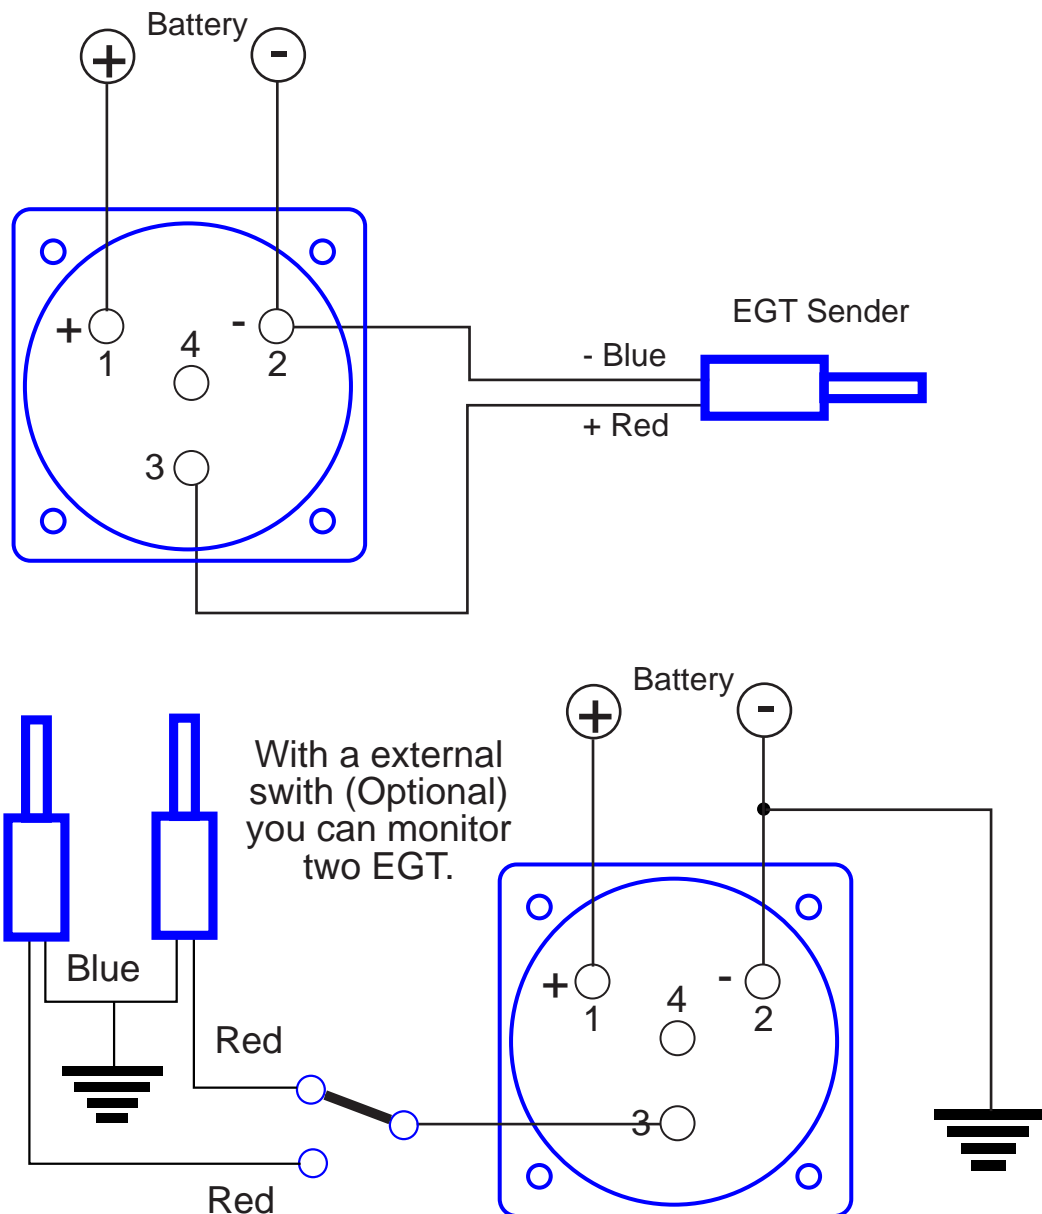 Battery
+ -
+ 1
4
- 2
3
EGT Sender
- Blue
+ Red
Battery
+ -
With a external
swith (Optional)
you can monitor
two EGT.
Blue
Red
Red
+ 1
4
- 2
3